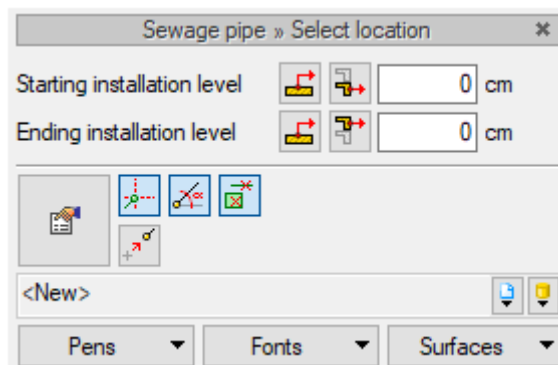 Sewage pipe » Select location
Starting installation level 0 cm
Ending installation level 0 cm
<New>
Pens Fonts Surfaces